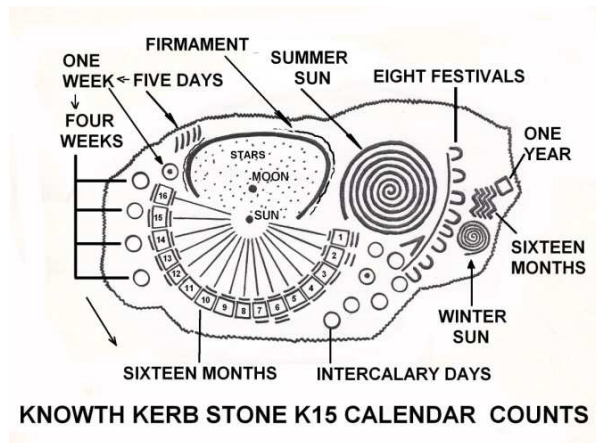 FIRMAMENT
ONE
WEEK
FIVE DAYS
FOUR
WEEKS
SUMMER
SUN
EIGHT FESTIVALS
ONE
YEAR
STARS
MOON
SUN
16
15
14
13
12
11
10
9
8
7
6
5
4
3
2
1
SIXTEEN
MONTHS
WINTER
SUN
SIXTEEN MONTHS
INTERCALARY DAYS
KNOWTH KERB STONE K15 CALENDAR COUNTS